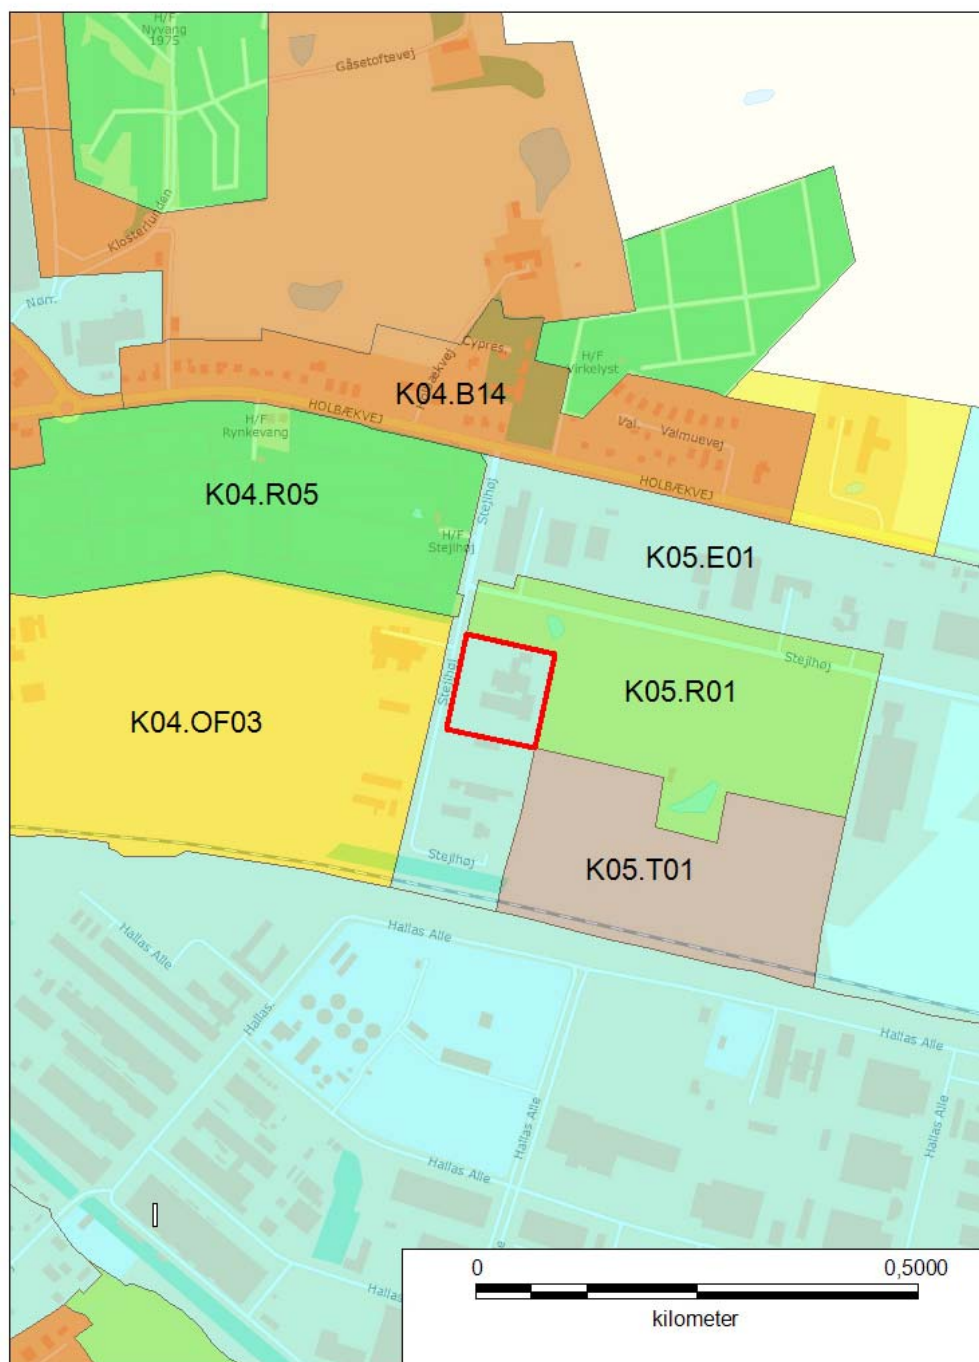 H/F
Nyvang
1975
Gåsetoftevej
Klosterlunden
Nørr.
Cypres.
H/F
Virkelyst
K04.B14
HOLBÆKVEJ
Val.
Valmuevej
H/F
Rynkevang
K04.R05
HOLBÆKVEJ
Stejlhøj
H/F
Stejlhøj
K05.E01
Stejlhøj
Stejlhøj
K05.R01
K04.OF03
K05.T01
Stejlhøj
Hallas Alle
Hallas Alle
Hallas.
Hallas Alle
Hallas Alle
Hallas Alle
Hallas Alle
Hallas
0
0,5000
kilometer